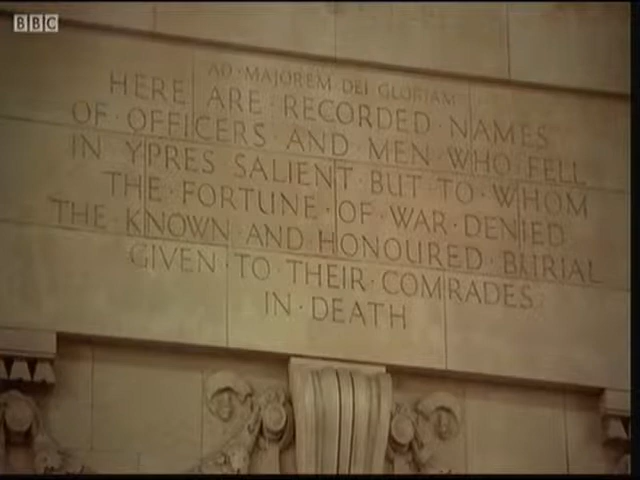 BBC
AD·MAJOREM DEI GLORIAM
HERE ARE RECORDED NAMES
OF·OFFICERS AND MEN WHO FELL
IN YPRES SALIENT BUT TO·WHOM
THE·FORTUNE·OF·WAR·DENIED
THE KNOWN AND HONOURED BURIAL
GIVEN·TO·THEIR·COMRADES
IN·DEATH